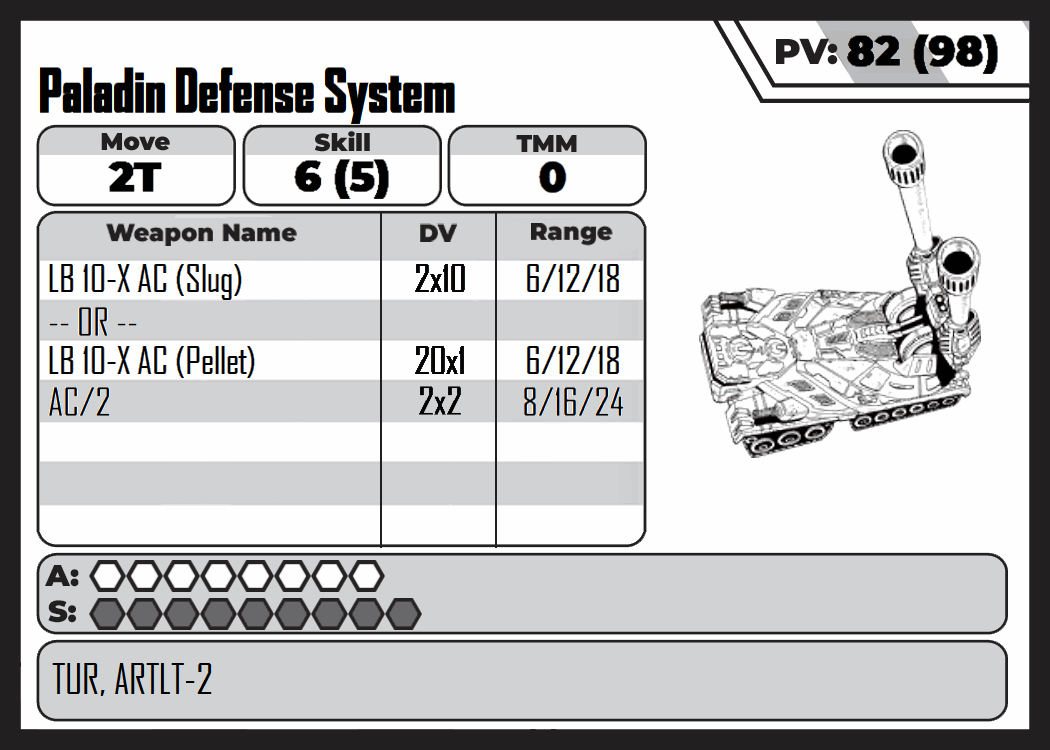 PV: 82 (98)
Paladin Defense System
Move Skill TMM
2T 6 (5) 0
Weapon Name DV Range
LB 10-X AC (Slug) 2x10 6/12/18
-- OR --
LB 10-X AC (Pellet) 20x1 6/12/18
AC/2 2x2 8/16/24
A:
S:
TUR, ARTLT-2